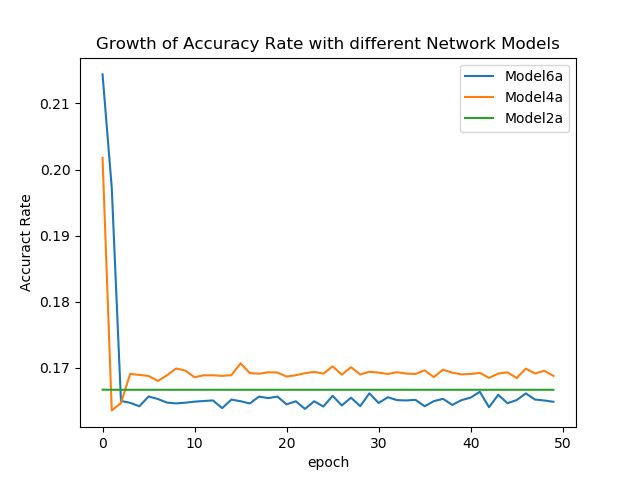 Growth of Accuracy Rate with different Network Models
Model6a
Model4a
Model2a
0.21
0.20
0.19
0.18
0.17
Accuract Rate
0
10
20
30
40
50
epoch